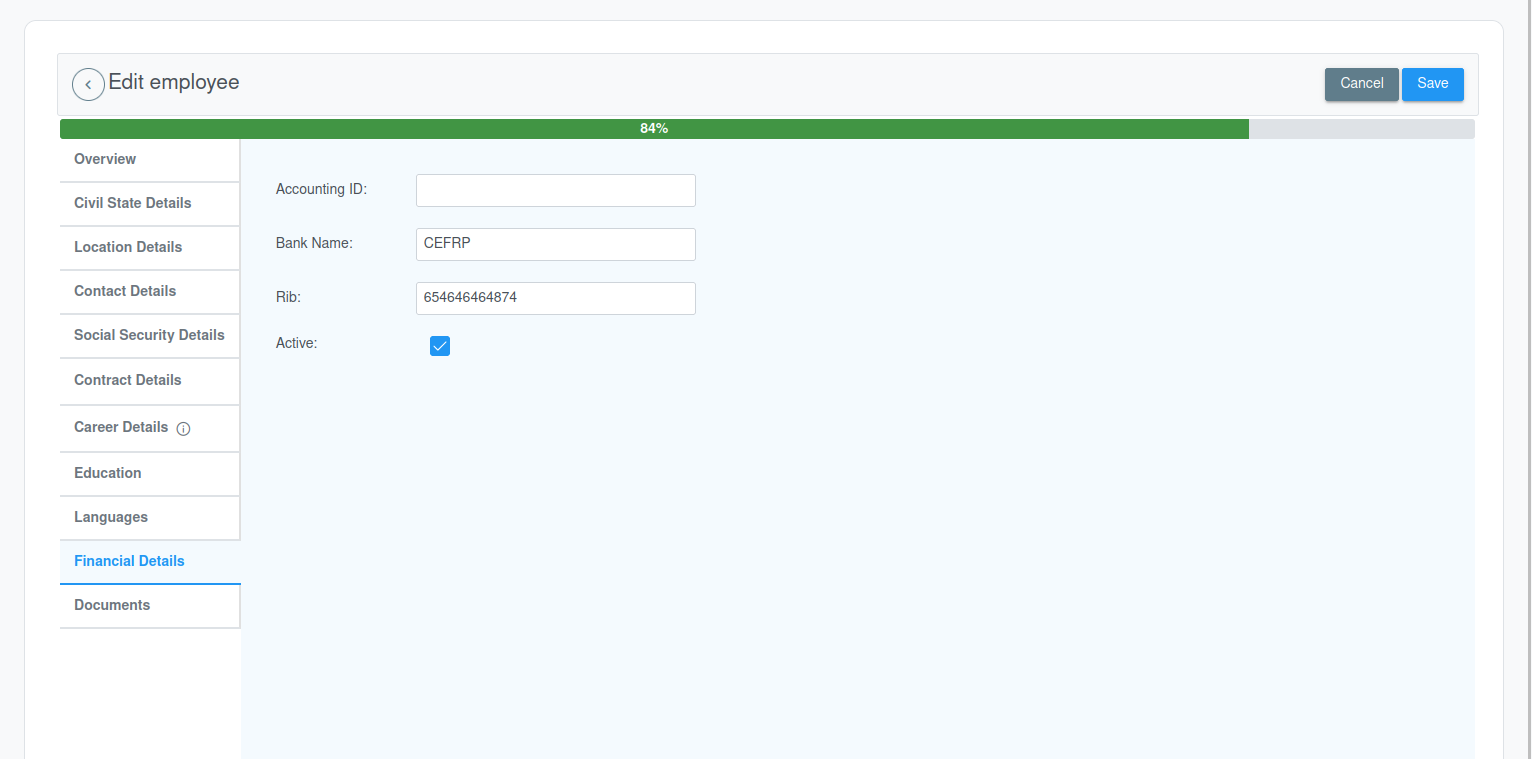 Edit employee
Cancel
Save
84%
Overview
Civil State Details
Location Details
Contact Details
Social Security Details
Contract Details
Career Details
Education
Languages
Financial Details
Documents
Accounting ID:
Bank Name:
CEFRP
Rib:
654646464874
Active: